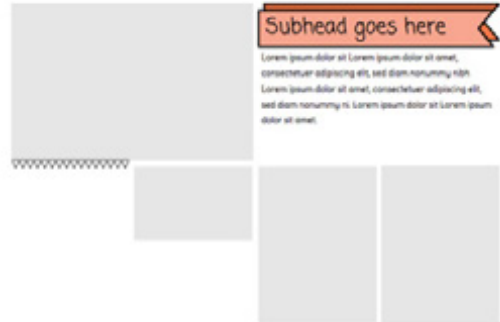 Subhead goes here
Lorem ipsum dolor sit Lorem ipsum dolor sit amet,
consectetuer adipiscing elit, sed diam nonummy nibh
Lorem ipsum dolor sit amet, consectetuer adipiscing elit,
sed diam nonummy ni. Lorem ipsum dolor sit Lorem ipsum
dolor sit amet.